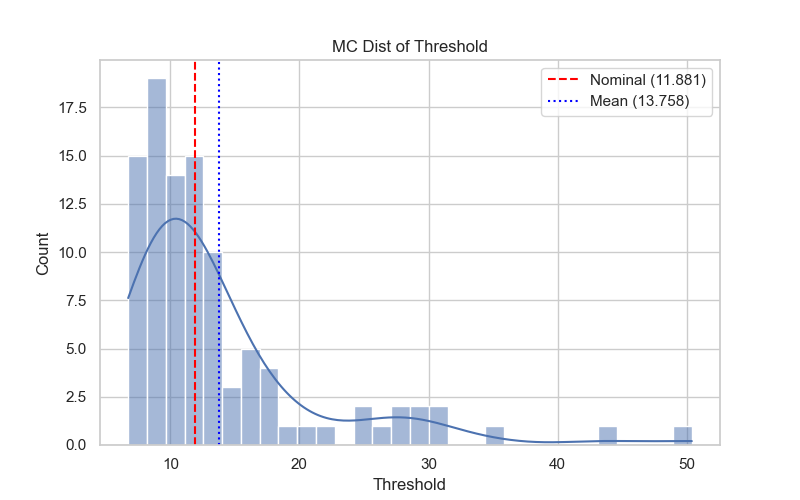 MC Dist of Threshold
Nominal (11.881)
Mean (13.758)
17.5
15.0
12.5
10.0
7.5
5.0
2.5
0.0
Count
10
20
30
40
50
Threshold